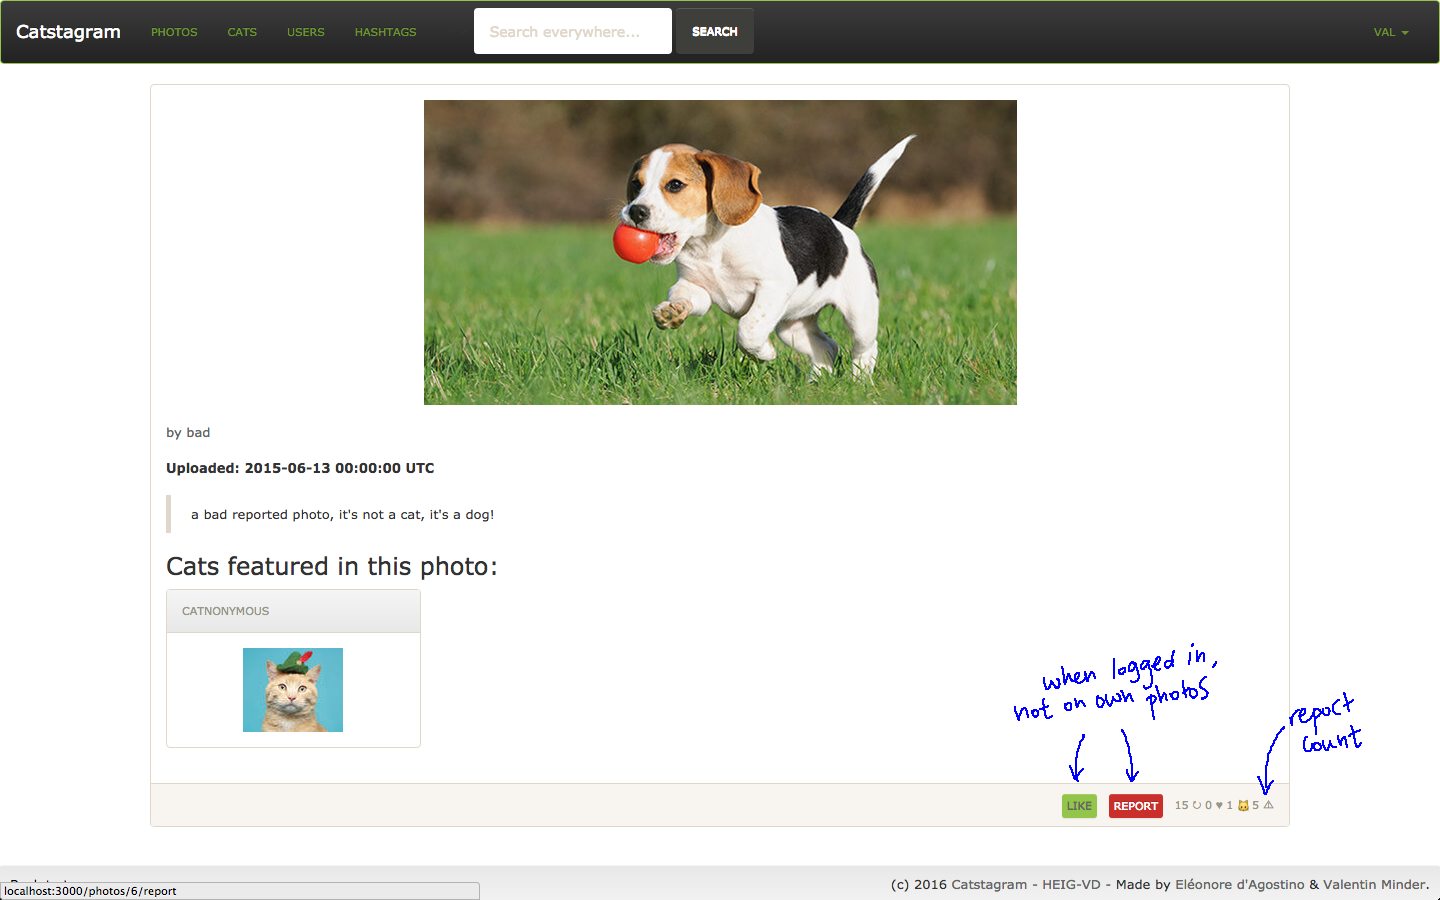 Catstagram PHOTOS CATS USERS HASHTAGS Search everywhere... SEARCH VAL
by bad
Uploaded: 2015-06-13 00:00:00 UTC
a bad reported photo, it's not a cat, it's a dog!
Cats featured in this photo:
CATNONYMOUS
when logged in,
not on own photos
report
count
LIKE REPORT 15 ↻ 0 ♥ 1 🐱 5 ⚠
(c) 2016 Catstagram - HEIG-VD - Made by Eléonore d'Agostino & Valentin Minder.
localhost:3000/photos/6/report